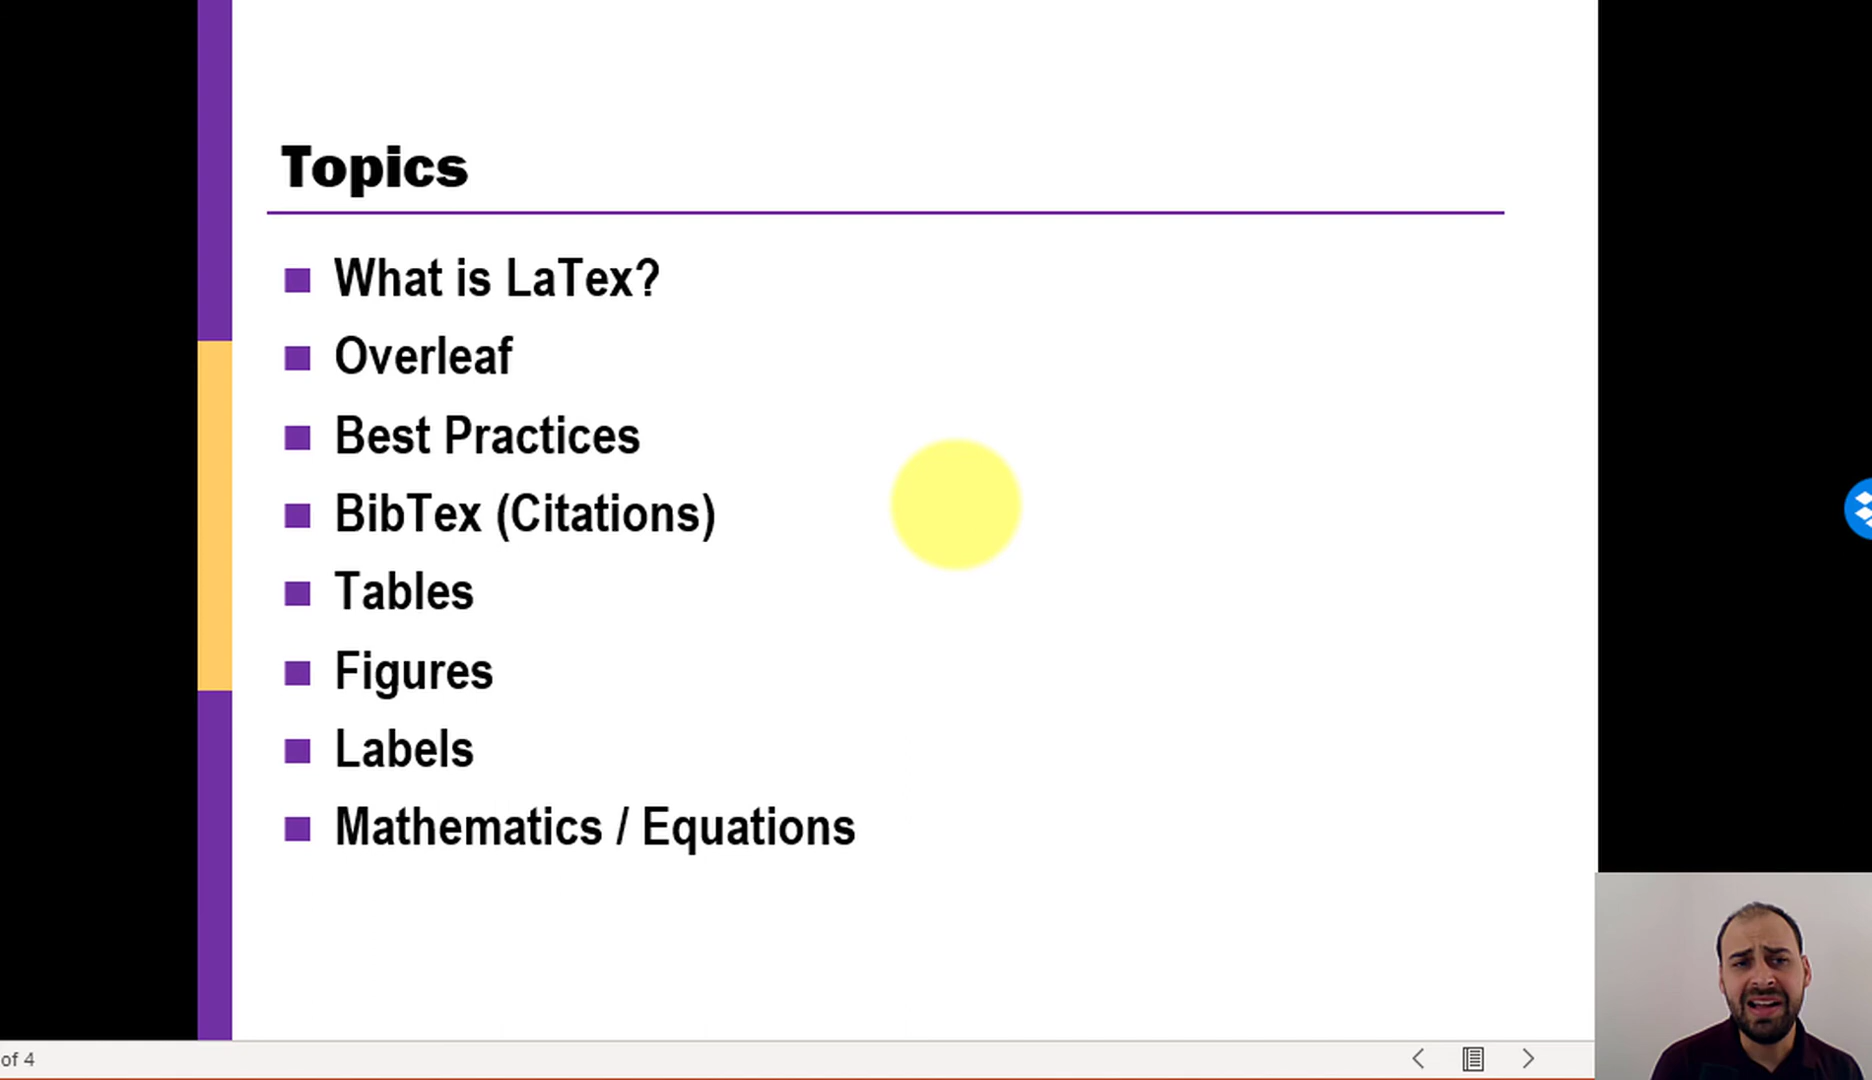 Topics
What is LaTex?
Overleaf
Best Practices
BibTex (Citations)
Tables
Figures
Labels
Mathematics / Equations
of 4